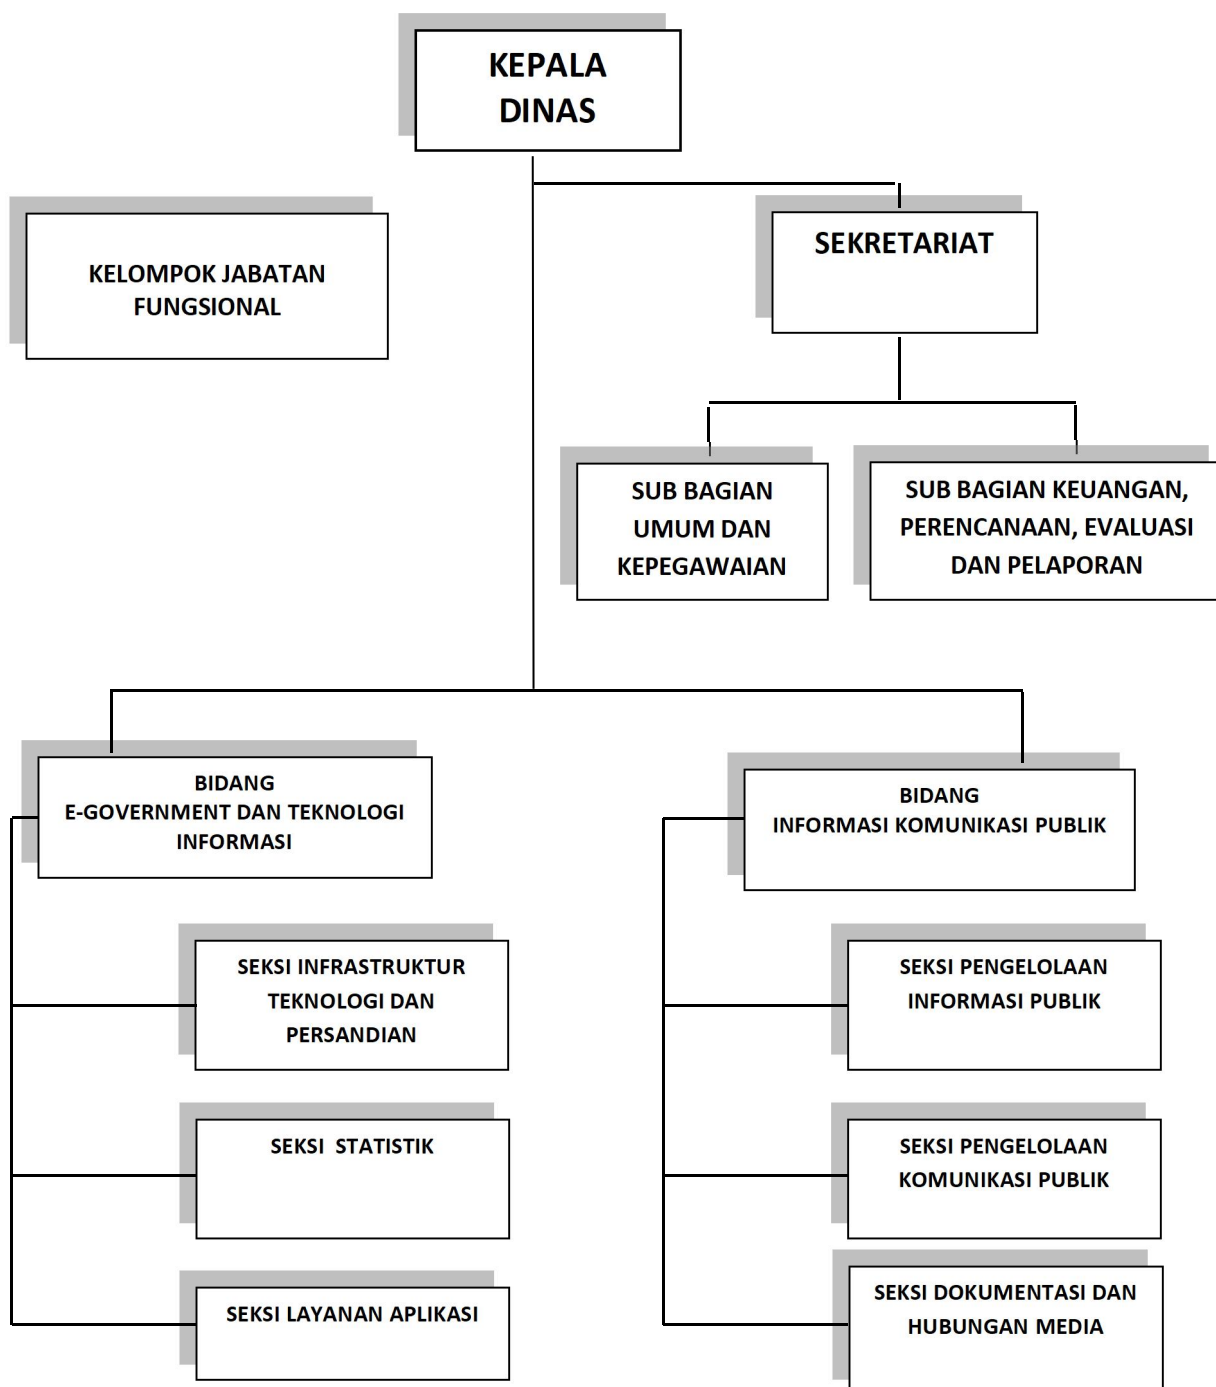 KEPALA
DINAS
KELOMPOK JABATAN
FUNGSIONAL
SEKRETARIAT
SUB BAGIAN
UMUM DAN
KEPEGAWAIAN
SUB BAGIAN KEUANGAN,
PERENCANAAN, EVALUASI
DAN PELAPORAN
BIDANG
E-GOVERNMENT DAN TEKNOLOGI
INFORMASI
BIDANG
INFORMASI KOMUNIKASI PUBLIK
SEKSI INFRASTRUKTUR
TEKNOLOGI DAN
PERSANDIAN
SEKSI STATISTIK
SEKSI LAYANAN APLIKASI
SEKSI PENGELOLAAN
INFORMASI PUBLIK
SEKSI PENGELOLAAN
KOMUNIKASI PUBLIK
SEKSI DOKUMENTASI DAN
HUBUNGAN MEDIA